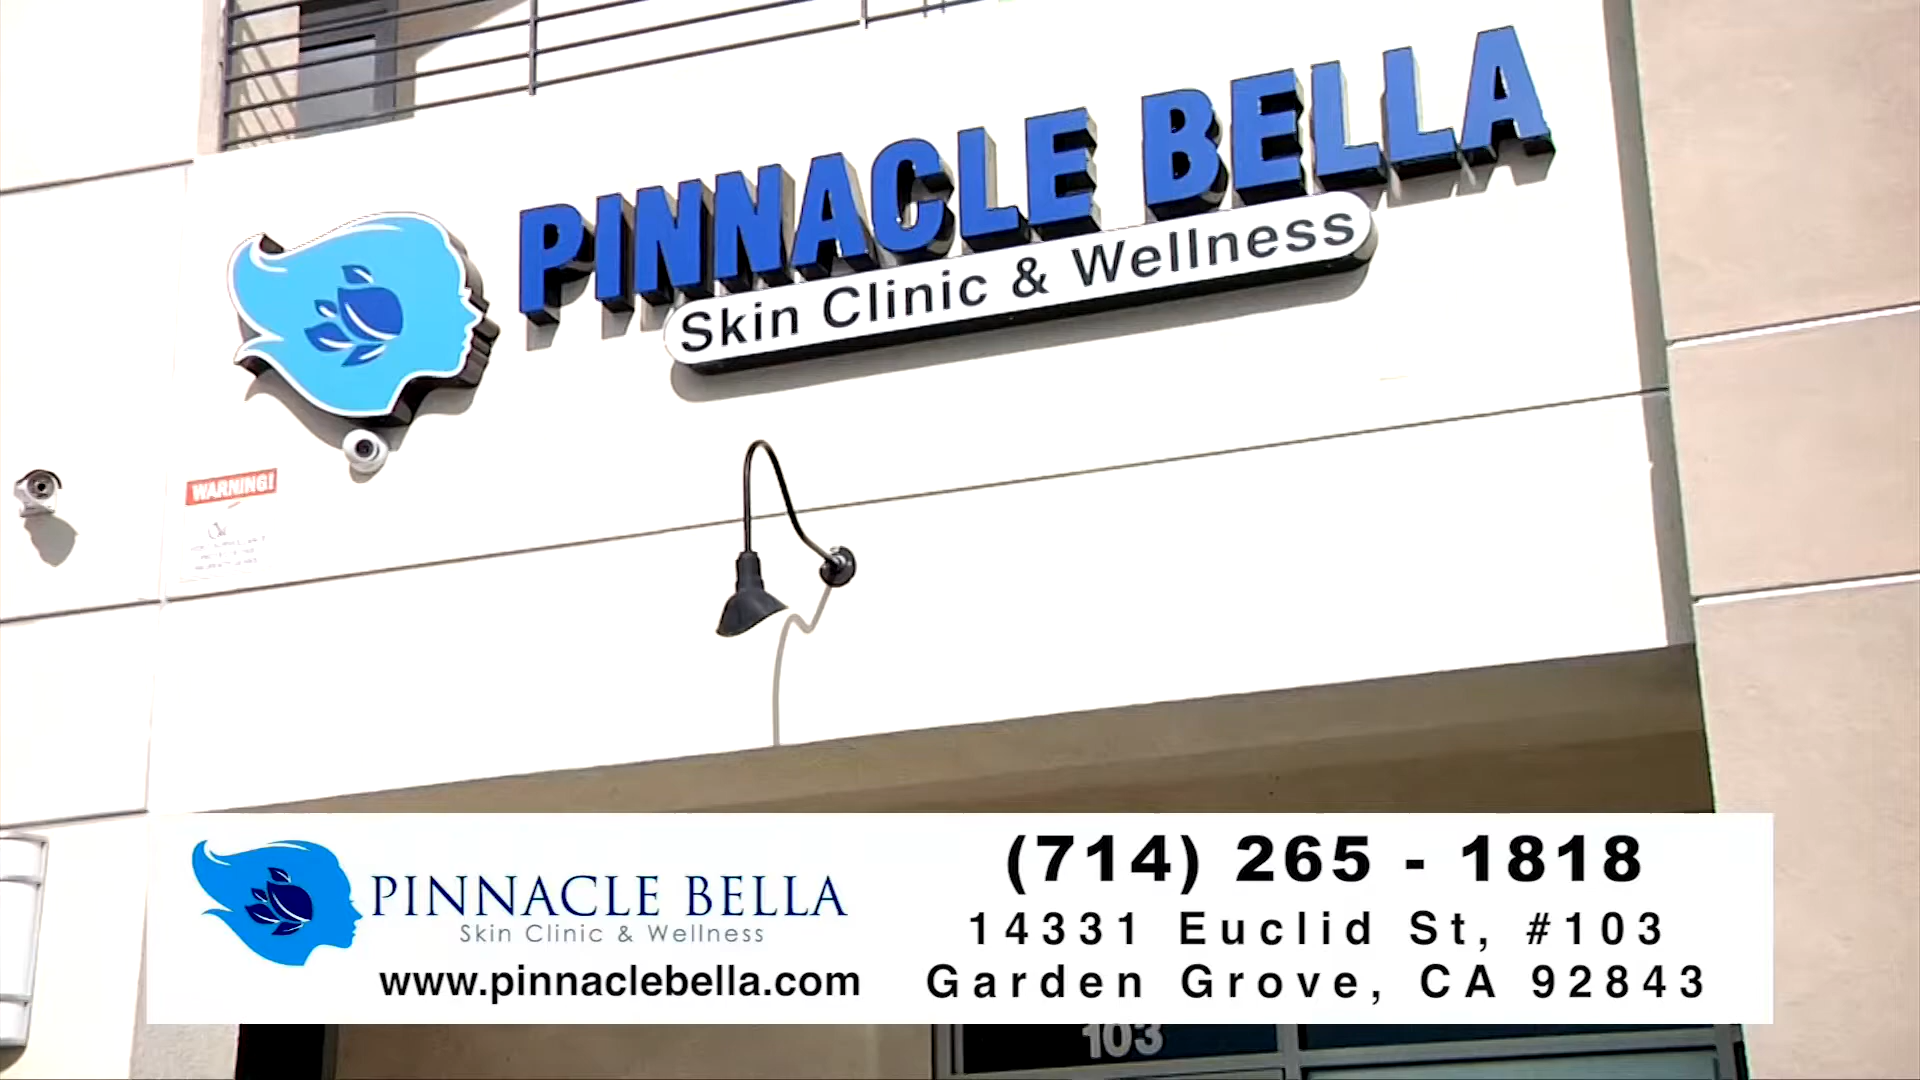 PINNACLE BELLA
Skin Clinic & Wellness
WARNING!
PINNACLE BELLA
Skin Clinic & Wellness
www.pinnaclebella.com
(714) 265 - 1818
14331 Euclid St, #103
Garden Grove, CA 92843
103